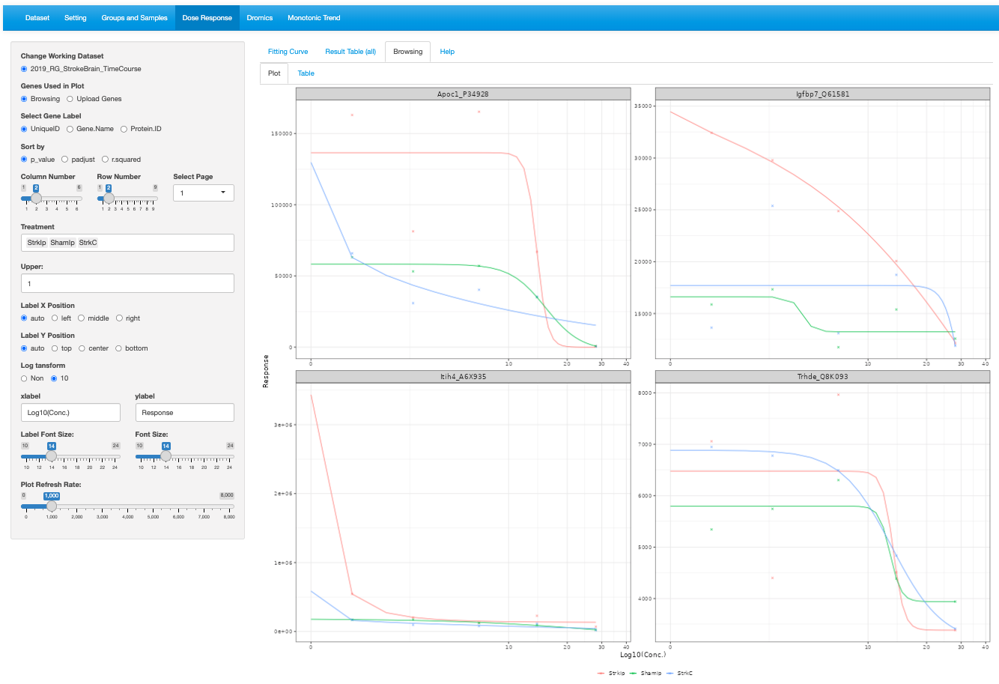 Dataset Setting Groups and Samples Dose Response Dromics Monotonic Trend
Change Working Dataset
2019_RG_StrokeBrain_TimeCourse
Genes Used in Plot
Browsing Upload Genes
Select Gene Label
UniqueID Gene.Name Protein.ID
Sort by
p_value padjust r.squared
Column Number Row Number Select Page
1 2 6 1 2 9 1
1 2 3 4 5 6 1 2 3 4 5 6 7 8 9
Treatment
StrkIp ShamIp StrkC
Upper:
1
Label X Position
auto left middle right
Label Y Position
auto top center bottom
Log tansform
Non 10
xlabel ylabel
Log10(Conc.) Response
Label Font Size: Font Size:
10 14 24 10 14 24
10 12 14 16 18 20 22 24 10 12 14 16 18 20 22 24
Plot Refresh Rate:
0 1,000 8,000
0 1,000 2,000 3,000 4,000 5,000 6,000 7,000 8,000
Fitting Curve Result Table (all) Browsing Help
Plot Table
Apoc1_P34928
150000
100000
50000
0
0 10 20 30 40
Igfbp7_Q61581
35000
30000
25000
20000
15000
0 10 20 30 40
Response
Itih4_A6X935
3e+06
2e+06
1e+06
0e+00
0 10 20 30 40
Trhde_Q8K093
8000
7000
6000
5000
4000
0 10 20 30 40
Log10(Conc.)
StrkIp ShamIp StrkC